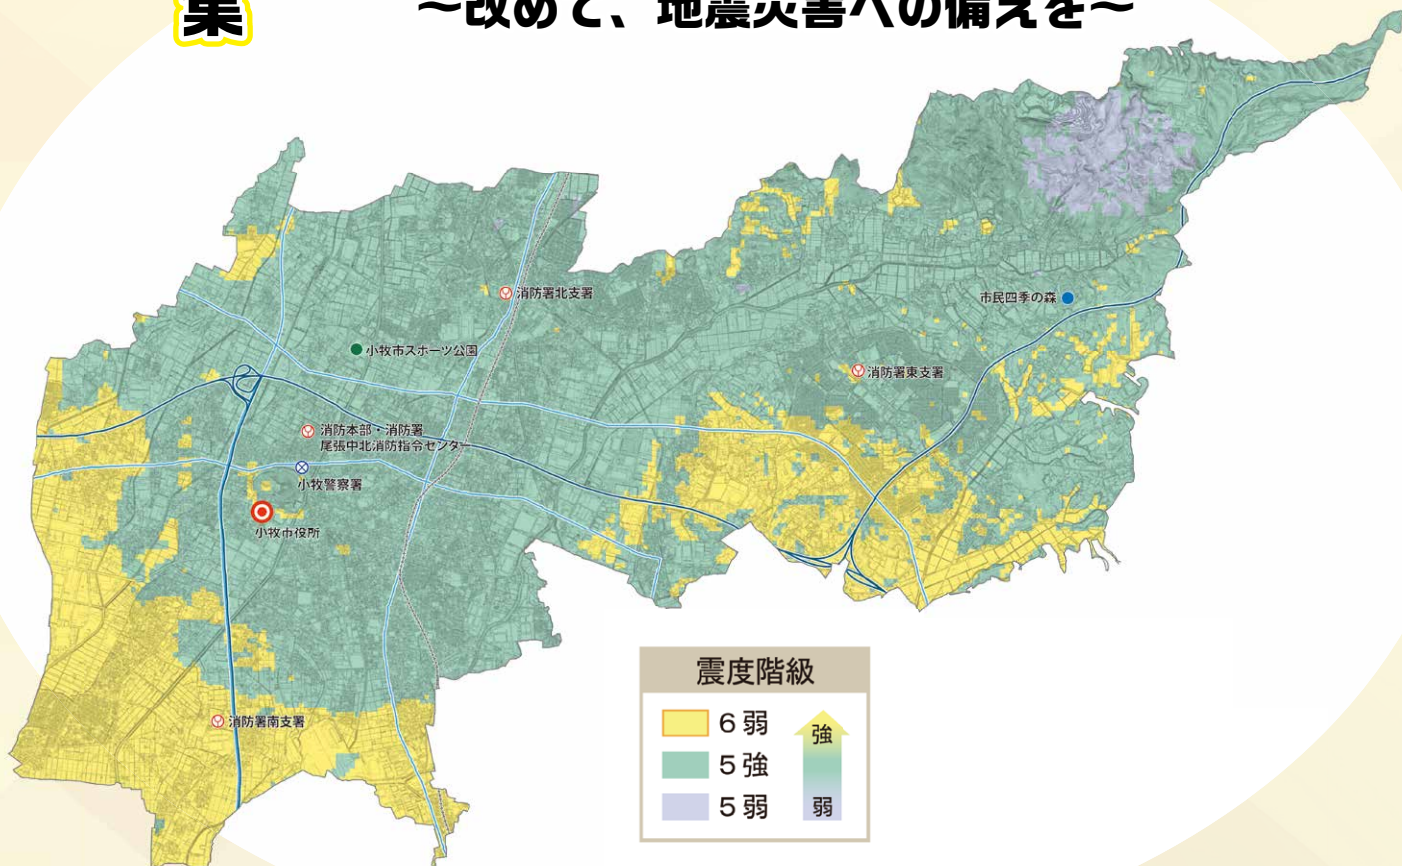 集
～改めて、地震災害への備えを～
消防署北支署
市民四季の森
小牧市スポーツ公園
消防署東支署
消防本部・消防署
尾張中北消防指令センター
小牧警察署
小牧市役所
消防署南支署
震度階級
6弱
5強
5弱
強
弱